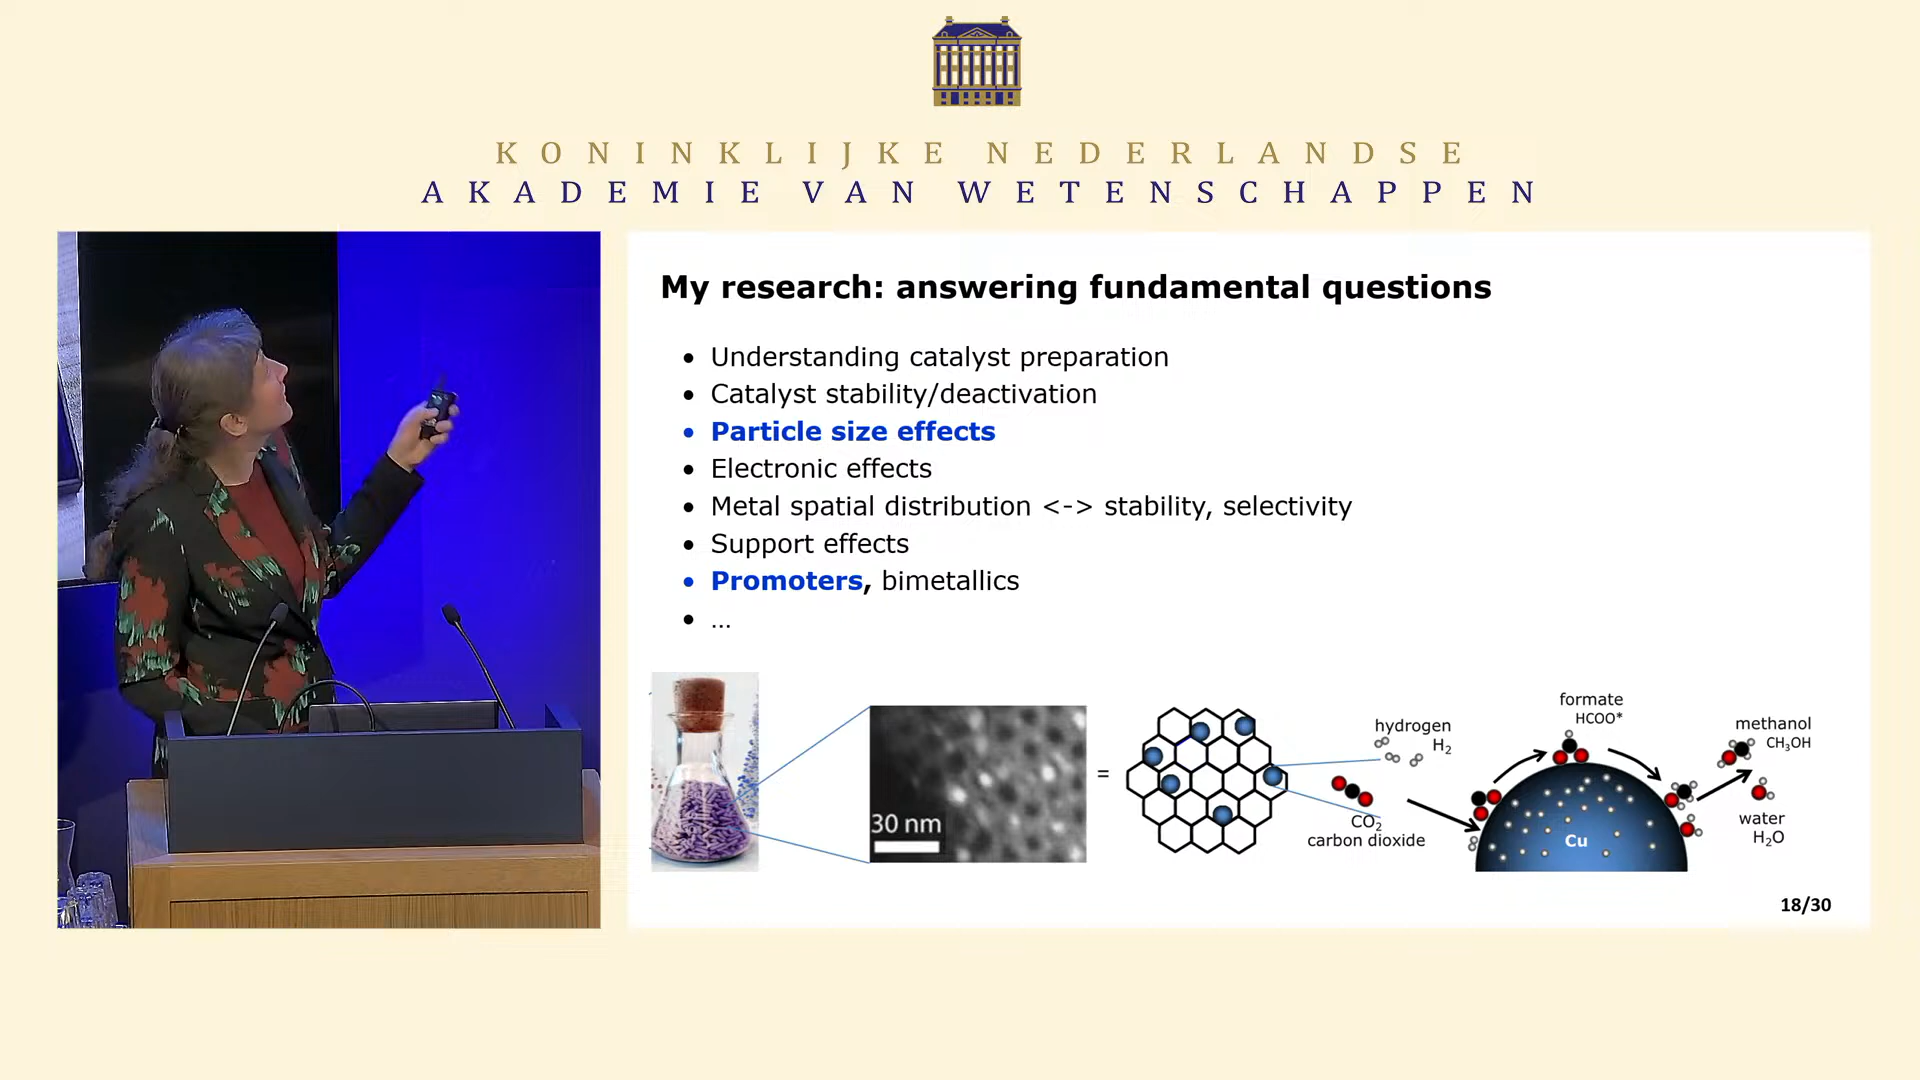 KONINKLIJKE NEDERLANDSE
AKADEMIE VAN WETENSCHAPPEN
My research: answering fundamental questions
• Understanding catalyst preparation
• Catalyst stability/deactivation
• Particle size effects
• Electronic effects
• Metal spatial distribution <-> stability, selectivity
• Support effects
• Promoters, bimetallics
• ...
30 nm
=
hydrogen
H₂
CO₂
carbon dioxide
formate
HCOO*
Cu
methanol
CH₃OH
water
H₂O
18/30